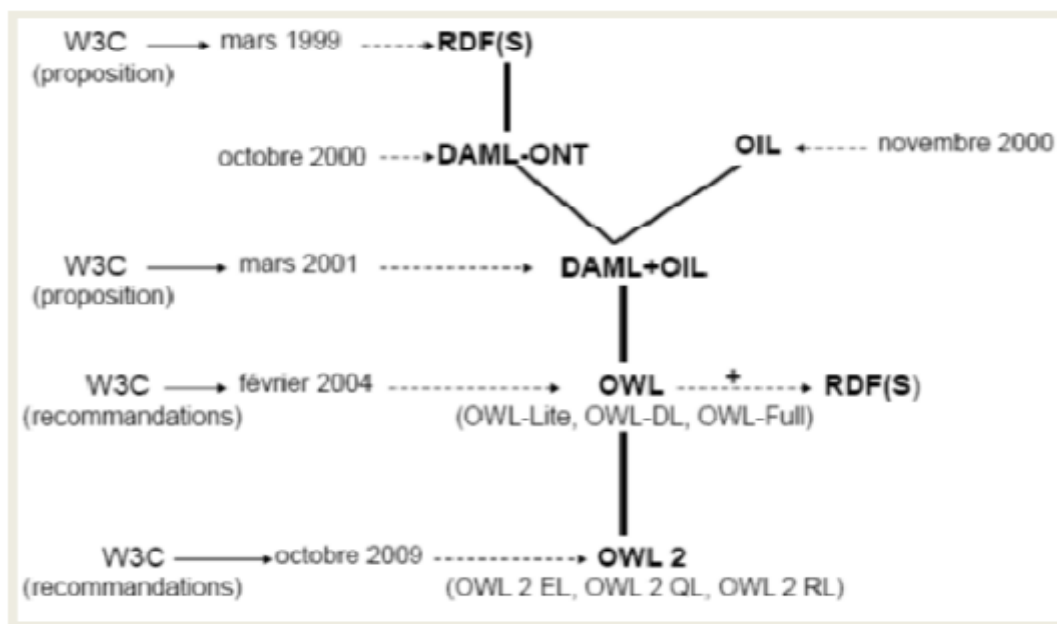 W3C mars 1999 RDF(S)
(proposition)
octobre 2000 DAML-ONT OIL novembre 2000
W3C mars 2001 DAML+OIL
(proposition)
W3C février 2004 OWL + RDF(S)
(recommandations) (OWL-Lite, OWL-DL, OWL-Full)
W3C octobre 2009 OWL 2
(recommandations) (OWL 2 EL, OWL 2 QL, OWL 2 RL)